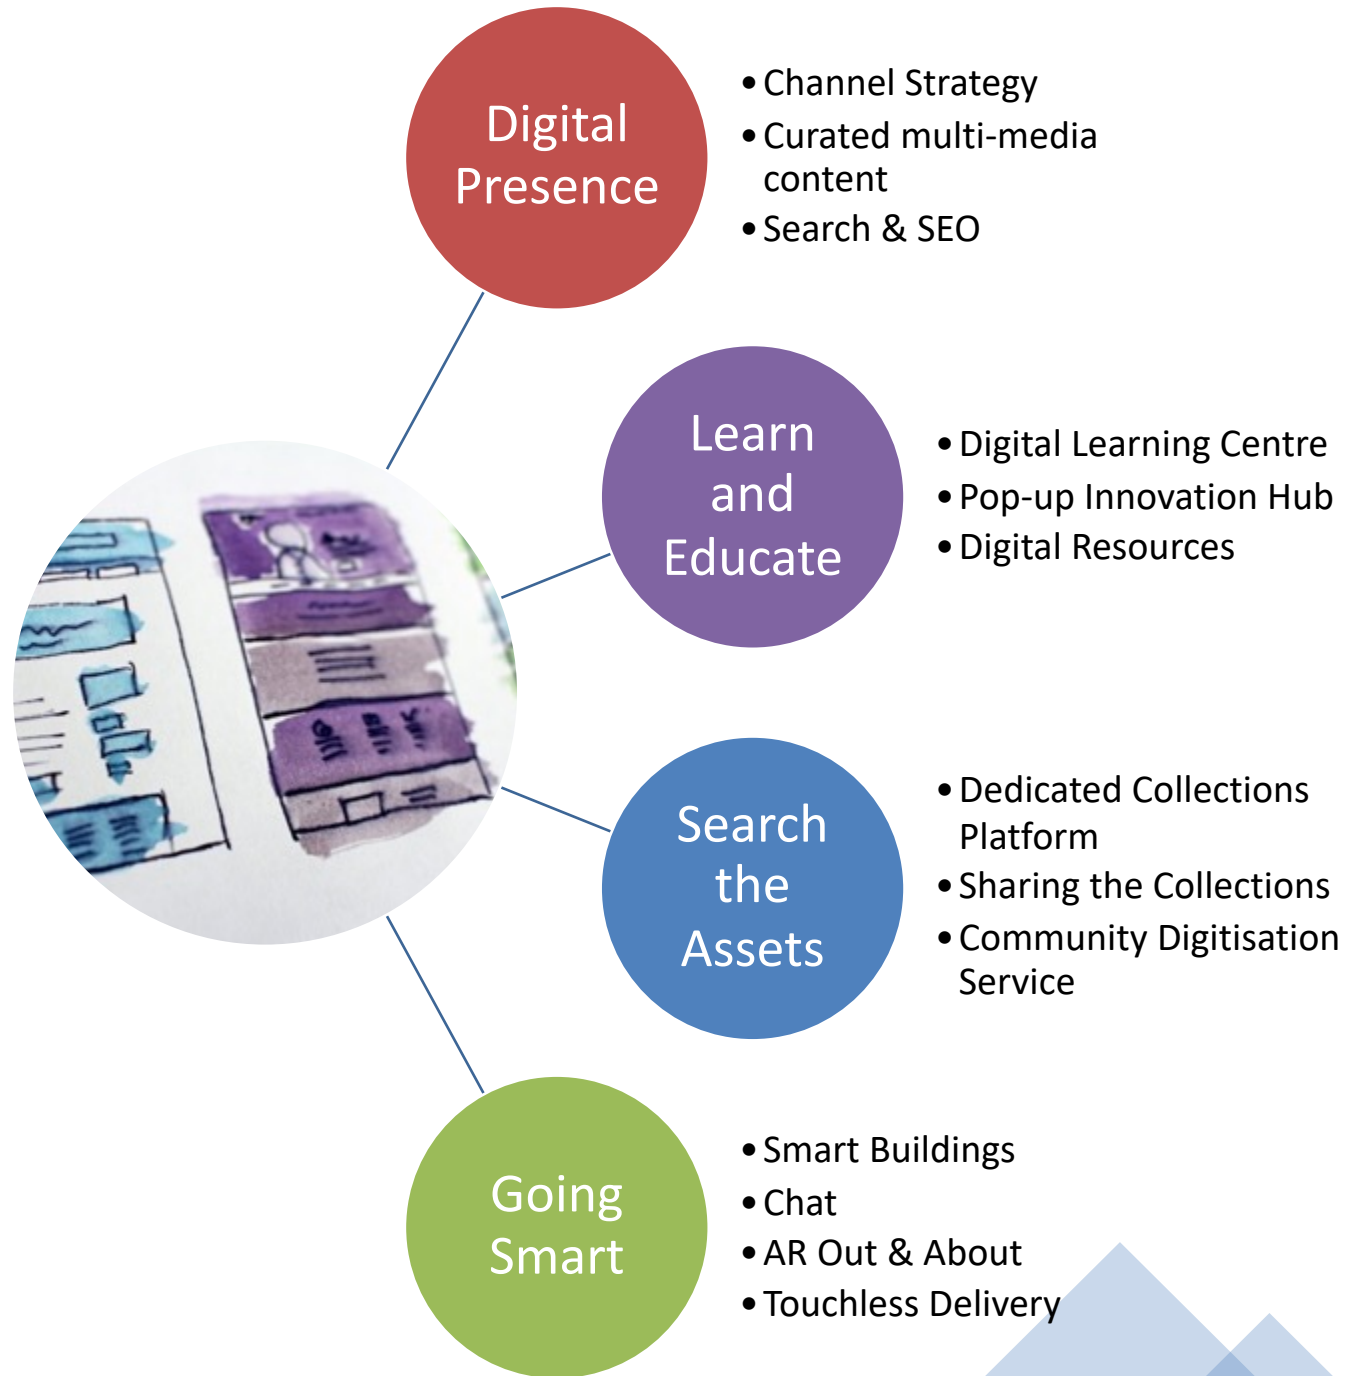 Digital
Presence
•Channel Strategy
•Curated multi-media
content
•Search & SEO
Learn
and
Educate
•Digital Learning Centre
•Pop-up Innovation Hub
•Digital Resources
Search
the
Assets
•Dedicated Collections
Platform
•Sharing the Collections
•Community Digitisation
Service
Going
Smart
•Smart Buildings
•Chat
•AR Out & About
•Touchless Delivery